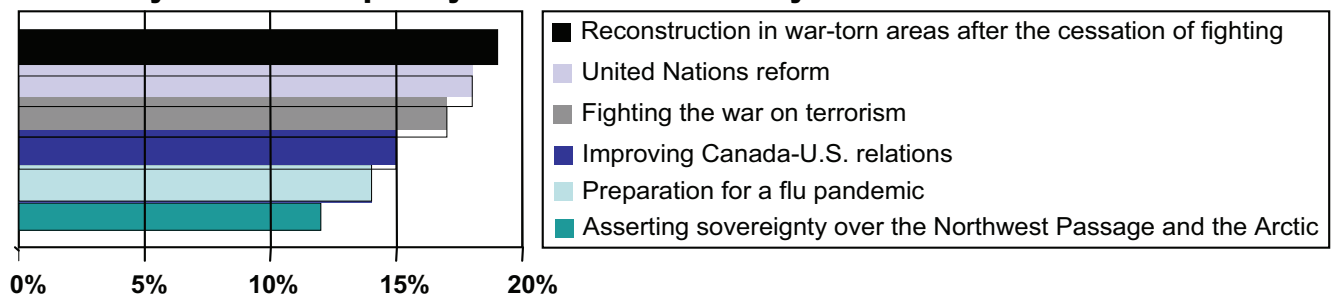 Reconstruction in war-torn areas after the cessation of fighting
United Nations reform
Fighting the war on terrorism
Improving Canada-U.S. relations
Preparation for a flu pandemic
Asserting sovereignty over the Northwest Passage and the Arctic
0% 5% 10% 15% 20%